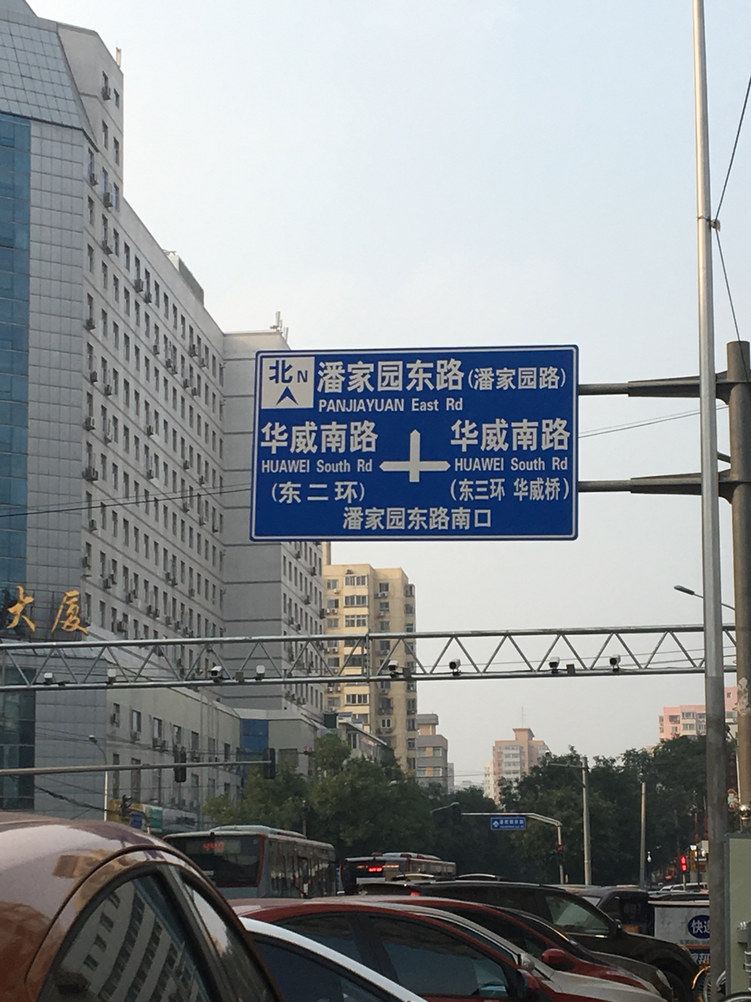 北N 潘家园东路(潘家园路)
PANJIAYUAN East Rd
华威南路 华威南路
HUAWEI South Rd HUAWEI South Rd
(东二环) (东三环 华威桥)
潘家园东路南口
大厦
快